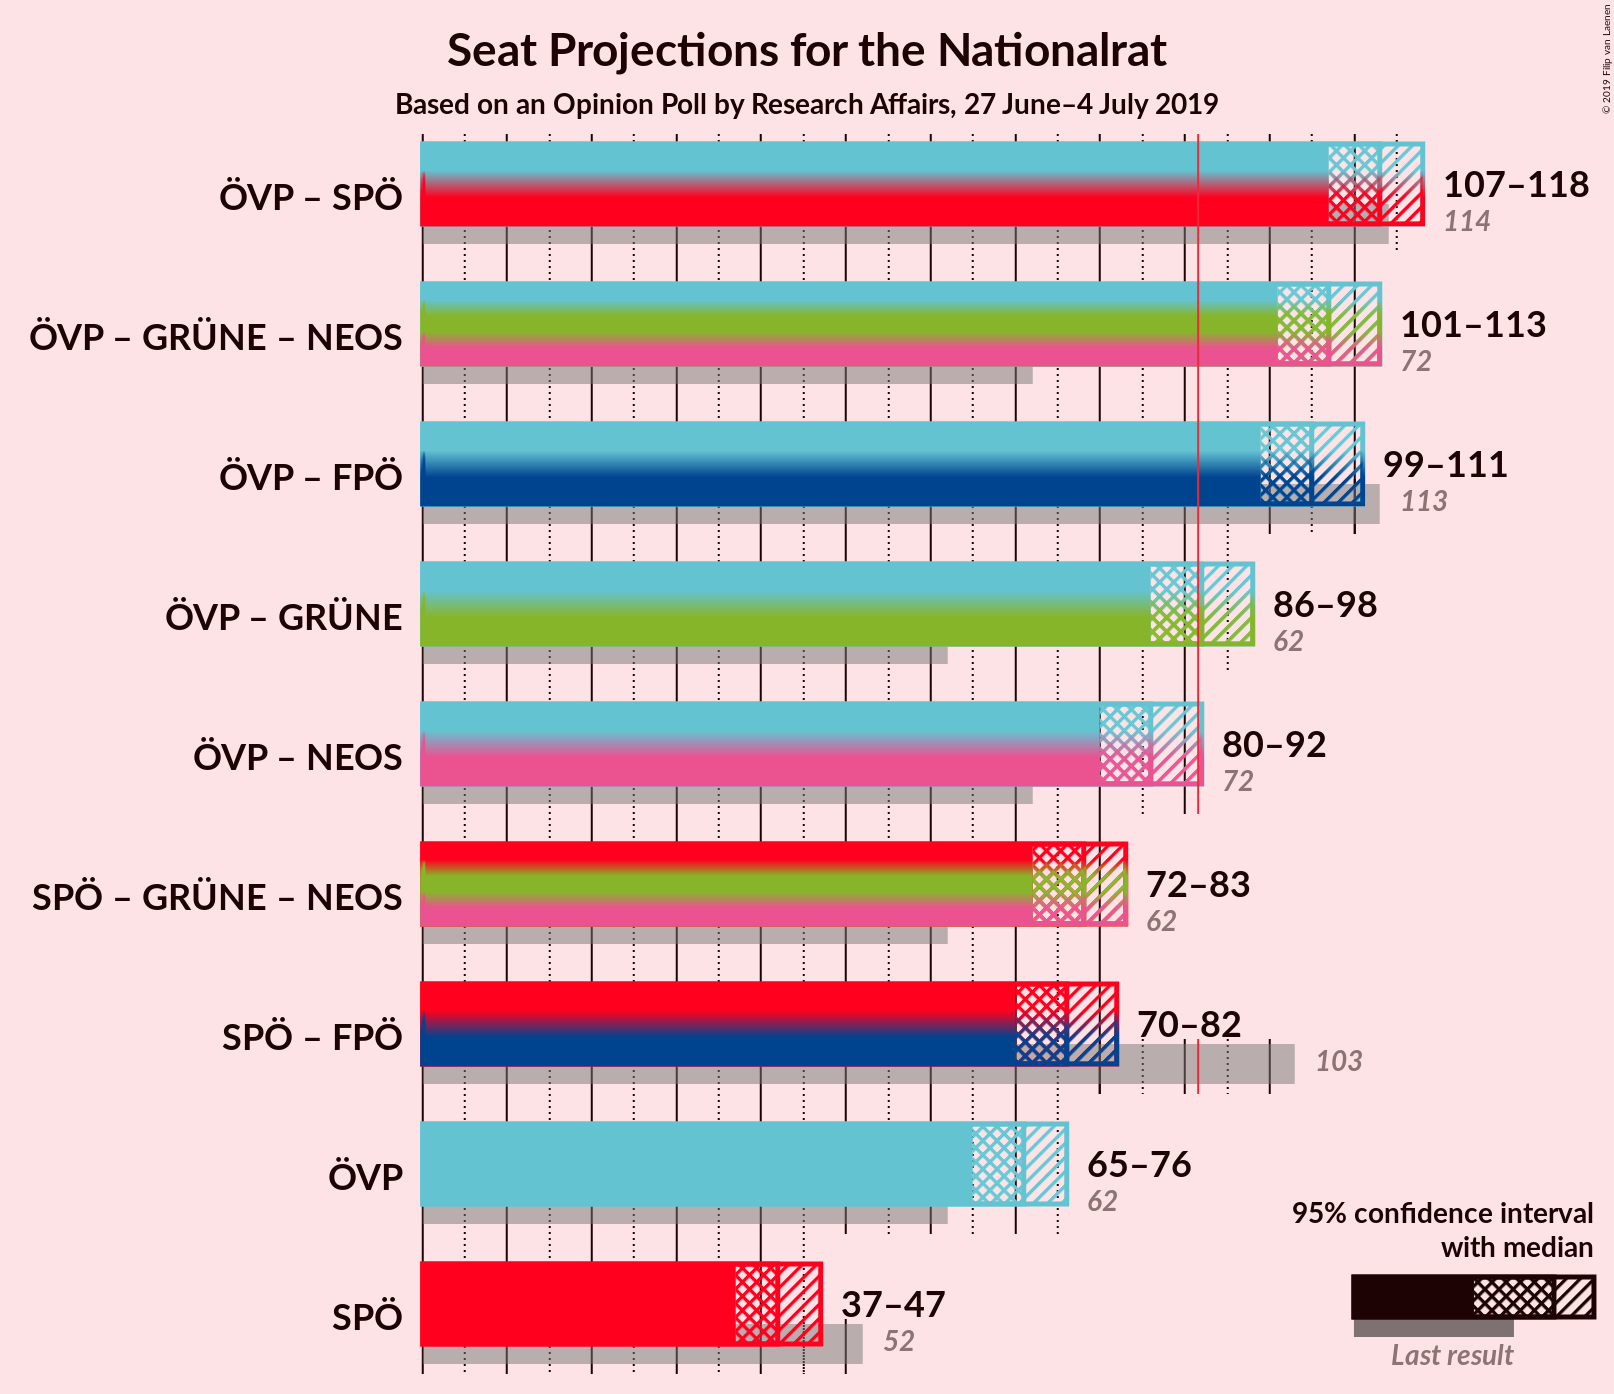 Seat Projections for the Nationalrat
Based on an Opinion Poll by Research Affairs, 27 June–4 July 2019
© 2019 Filip van Laenen
ÖVP – SPÖ
107–118
114
ÖVP – GRÜNE – NEOS
101–113
72
ÖVP – FPÖ
99–111
113
ÖVP – GRÜNE
86–98
62
ÖVP – NEOS
80–92
72
SPÖ – GRÜNE – NEOS
72–83
62
SPÖ – FPÖ
70–82
103
ÖVP
65–76
62
SPÖ
37–47
52
95% confidence interval
with median
Last result